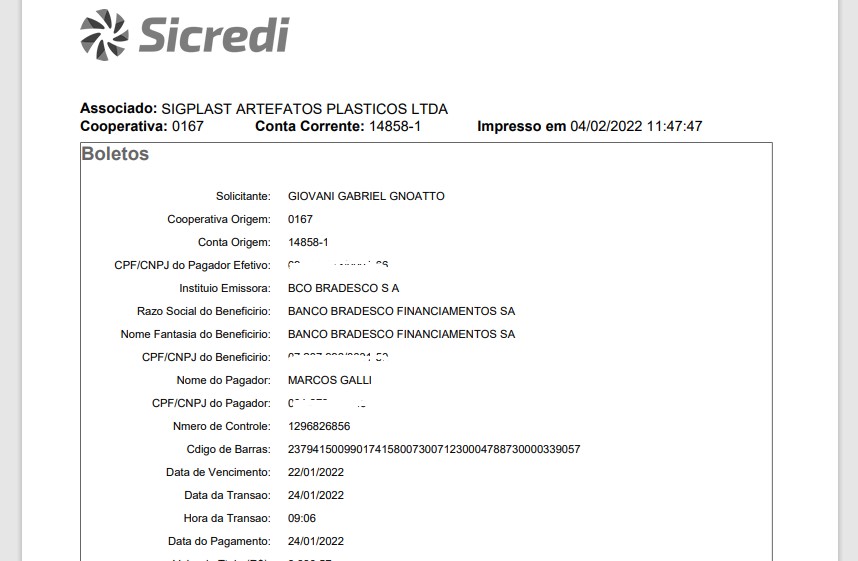 Sicredi
Associado: SIGPLAST ARTEFATOS PLASTICOS LTDA
Cooperativa: 0167 Conta Corrente: 14858-1 Impresso em 04/02/2022 11:47:47
Boletos
Solicitante: GIOVANI GABRIEL GNOATTO
Cooperativa Origem: 0167
Conta Origem: 14858-1
CPF/CNPJ do Pagador Efetivo:
Instituio Emissora: BCO BRADESCO S A
Razo Social do Beneficirio: BANCO BRADESCO FINANCIAMENTOS SA
Nome Fantasia do Beneficirio: BANCO BRADESCO FINANCIAMENTOS SA
CPF/CNPJ do Beneficirio:
Nome do Pagador: MARCOS GALLI
CPF/CNPJ do Pagador:
Nmero de Controle: 1296826856
Cdigo de Barras: 23794150099017415800730071230004788730000339057
Data de Vencimento: 22/01/2022
Data da Transao: 24/01/2022
Hora da Transao: 09:06
Data do Pagamento: 24/01/2022